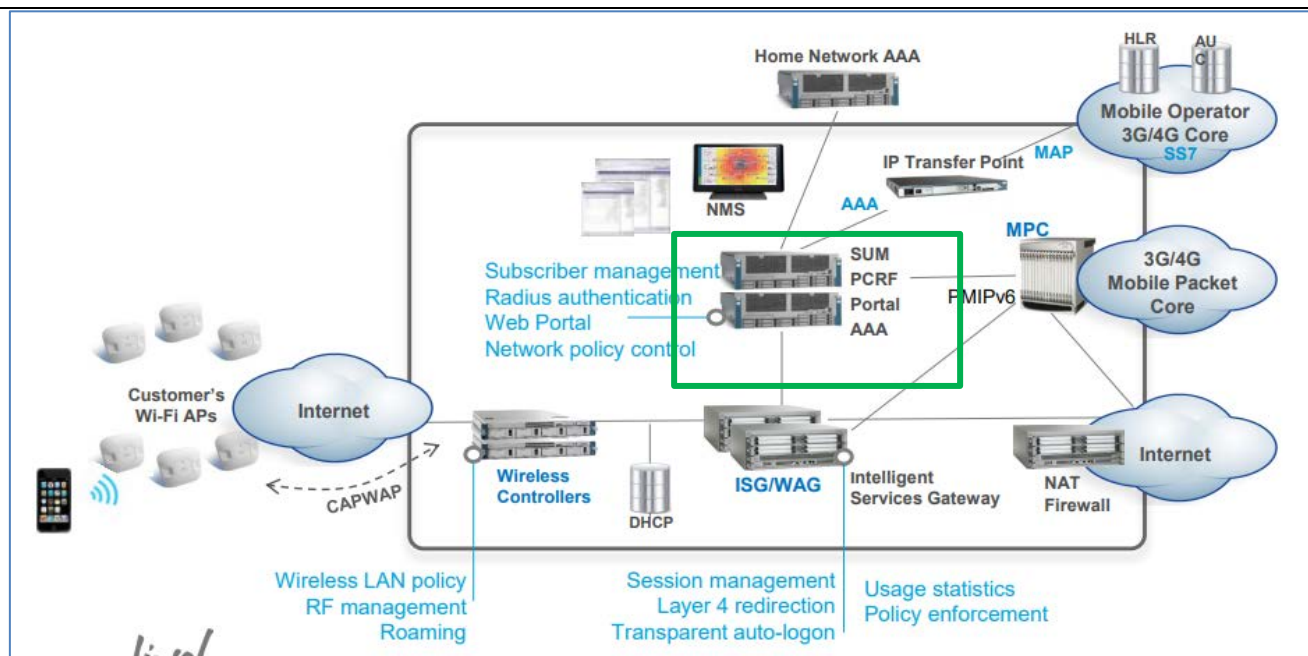 HLR
AU
C
Home Network AAA
Mobile Operator
3G/4G Core
SS7
MAP
IP Transfer Point
AAA
NMS
MPC
SUM
PCRF
Portal
AAA
PMIPv6
3G/4G
Mobile Packet
Core
Subscriber management
Radius authentication
Web Portal
Network policy control
Customer's
Wi-Fi APs
Internet
CAPWAP
Wireless
Controllers
DHCP
ISG/WAG
Intelligent
Services Gateway
NAT
Firewall
Internet
Wireless LAN policy
RF management
Roaming
Session management
Layer 4 redirection
Transparent auto-logon
Usage statistics
Policy enforcement